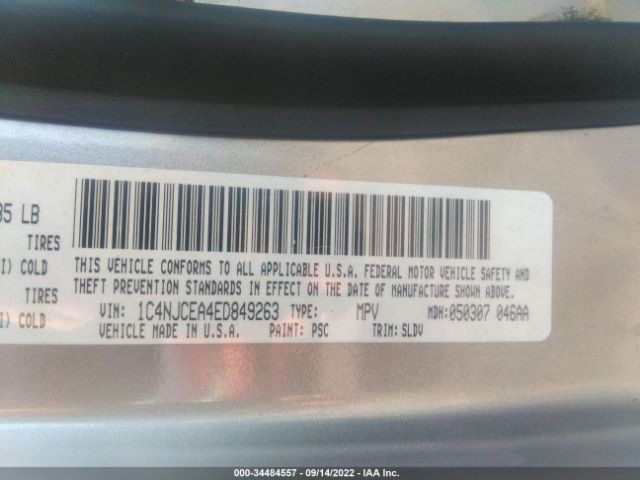 85 LB
TIRES
I) COLD
TIRES
I) COLD
THIS VEHICLE CONFORMS TO ALL APPLICABLE U.S.A. FEDERAL MOTOR VEHICLE SAFETY AND
THEFT PREVENTION STANDARDS IN EFFECT ON THE DATE OF MANUFACTURE SHOWN ABOVE.
VIN: 1C4NJCEA4ED849263 TYPE: MPV MDH:050307 046AA
VEHICLE MADE IN U.S.A. PAINT: PSC TRIM: SLDV
000-34484557 - 09/14/2022 - IAA Inc.